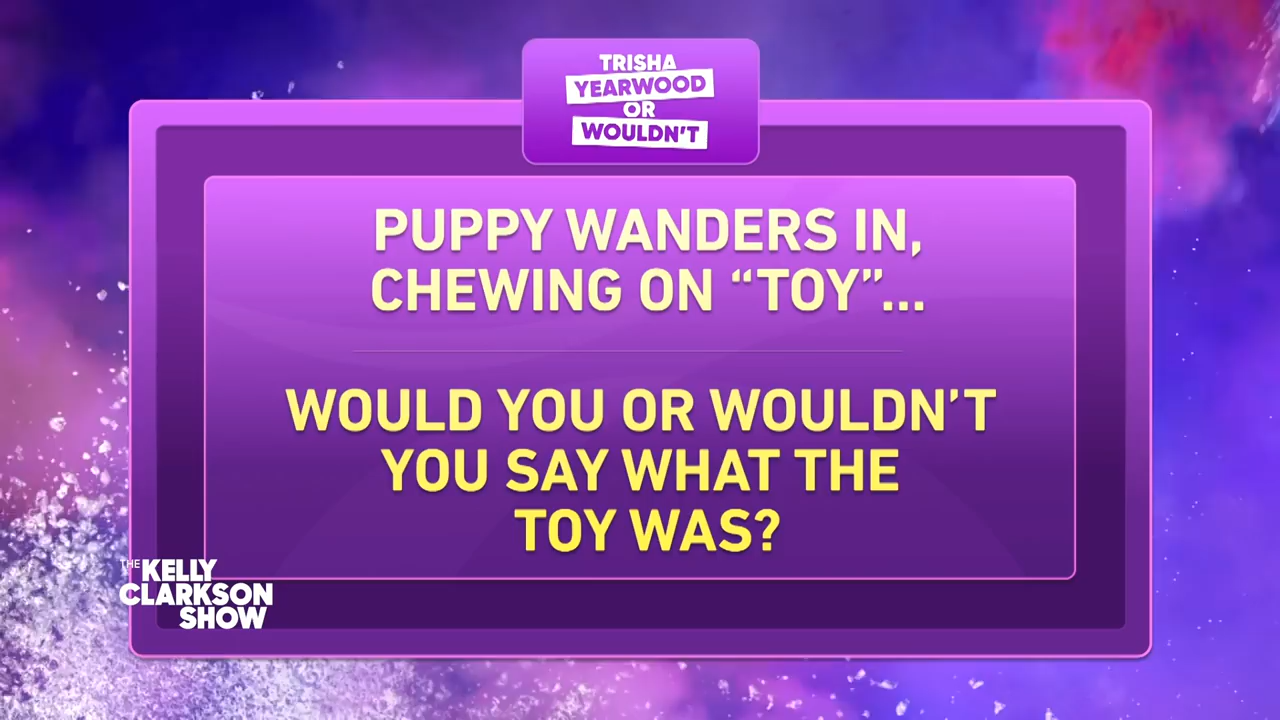 TRISHA
YEARWOOD
OR
WOULDN'T
PUPPY WANDERS IN,
CHEWING ON “TOY”...
WOULD YOU OR WOULDN'T
YOU SAY WHAT THE
TOY WAS?
THE KELLY
CLARKSON
SHOW